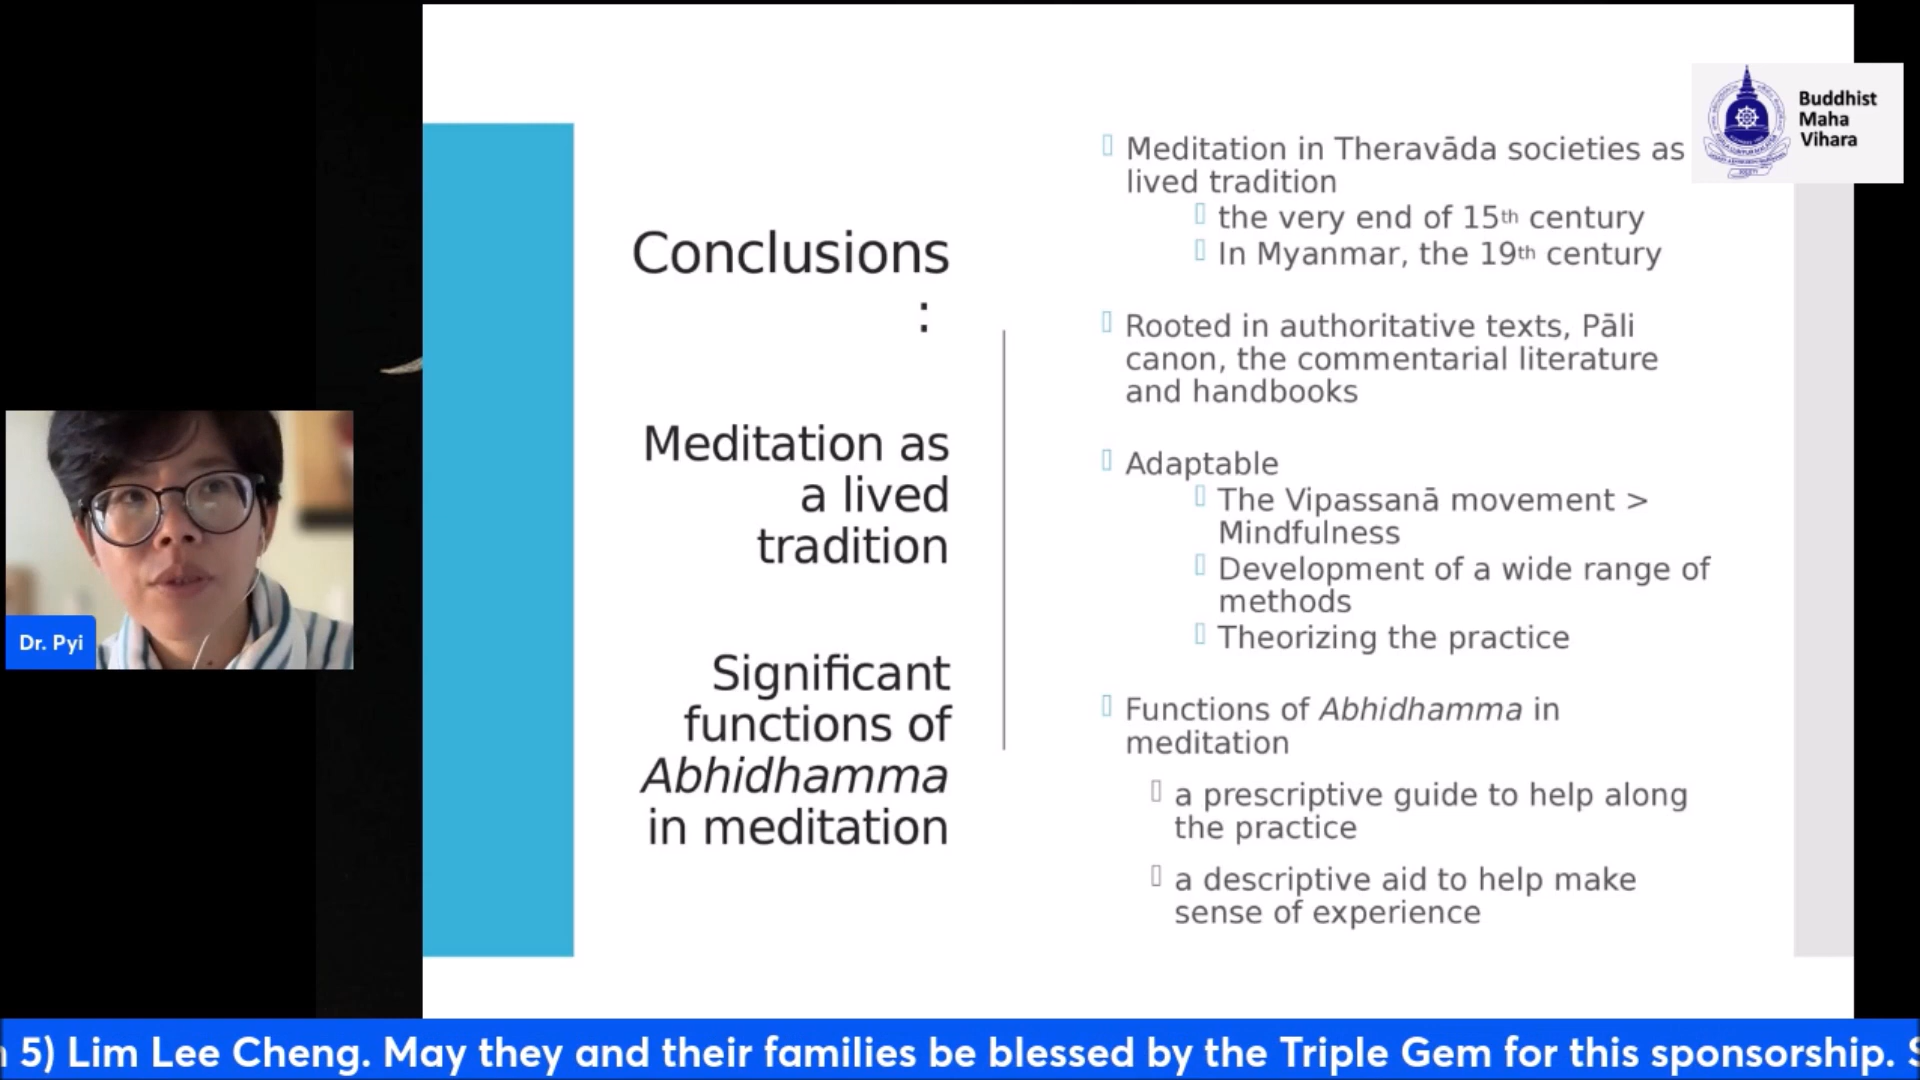 Conclusions
:
Meditation as
a lived
tradition
Significant
functions of
Abhidhamma
in meditation
Meditation in Theravāda societies as
lived tradition
the very end of 15th century
In Myanmar, the 19th century
Rooted in authoritative texts, Pāli
canon, the commentarial literature
and handbooks
Adaptable
The Vipassanā movement >
Mindfulness
Development of a wide range of
methods
Theorizing the practice
Functions of Abhidhamma in
meditation
a prescriptive guide to help along
the practice
a descriptive aid to help make
sense of experience
Buddhist
Maha
Vihara
Dr. Pyi
5) Lim Lee Cheng. May they and their families be blessed by the Triple Gem for this sponsorship.